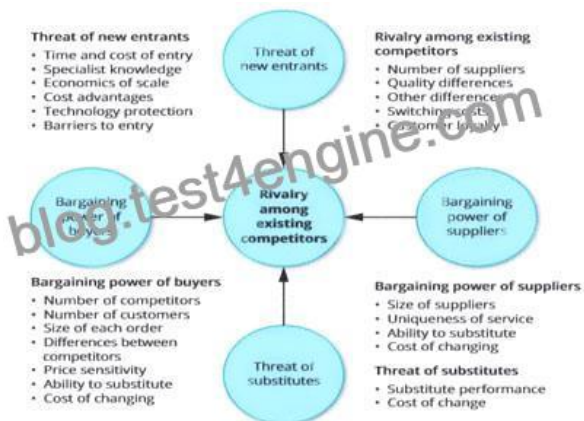 Threat of new entrants
• Time and cost of entry
• Specialist knowledge
• Economics of scale
• Cost advantages
• Technology protection
• Barriers to entry
Threat of
new entrants
Rivalry among existing
competitors
• Number of suppliers
• Quality differences
• Other differences
• Switching costs
• Customer loyalty
Bargaining
power of
buyers
Rivalry
among
existing
competitors
Bargaining
power of
suppliers
blog.test4engine.com
Bargaining power of buyers
• Number of competitors
• Number of customers
• Size of each order
• Differences between
competitors
• Price sensitivity
• Ability to substitute
• Cost of changing
Threat of
substitutes
Bargaining power of suppliers
• Size of suppliers
• Uniqueness of service
• Ability to substitute
• Cost of changing
Threat of substitutes
• Substitute performance
• Cost of change